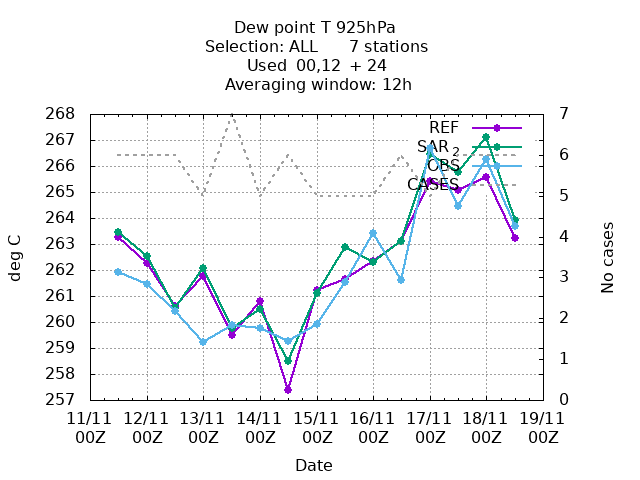 Dew point T 925hPa
Selection: ALL 7 stations
Used 00,12 + 24
Averaging window: 12h
268
267
266
265
264
263
262
261
260
259
258
257
7
6
5
4
3
2
1
0
REF
SAR 2
OBS
CASES
deg C
No cases
11/11 12/11 13/11 14/11 15/11 16/11 17/11 18/11 19/11
00Z 00Z 00Z 00Z 00Z 00Z 00Z 00Z 00Z
Date